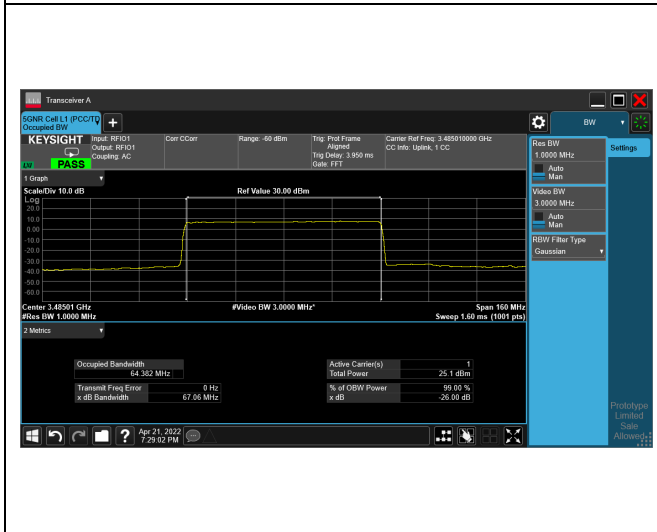 Transceiver A
5GNR Cell L1 (PCC/TD
Occupied BW
BW
KEYSIGHT
Input: RFIO1
Output: RFIO1
Coupling: AC
Corr CCorr
Range: -60 dBm
Trig: Prot Frame
Aligned
Trig Delay: 3.950 ms
Gate: FFT
Carrier Ref Freq: 3.485010000 GHz
CC Info: Uplink, 1 CC
PASS
Res BW
1.0000 MHz
Auto
Man
Settings
Video BW
3.0000 MHz
Auto
Man
RBW Filter Type
Gaussian
1 Graph
Scale/Div 10.0 dB
Ref Value 30.00 dBm
Log
20.0
10.0
0.00
-10.0
-20.0
-30.0
-40.0
-50.0
-60.0
Center 3.48501 GHz
#Video BW 3.0000 MHz*
Span 160 MHz
#Res BW 1.0000 MHz
Sweep 1.60 ms (1001 pts)
2 Metrics
Occupied Bandwidth
64.382 MHz
Active Carrier(s) 1
Total Power 25.1 dBm
Transmit Freq Error 0 Hz
x dB Bandwidth 67.06 MHz
% of OBW Power 99.00 %
x dB -26.00 dB
Prototype
Limited
Sale
Allowed
? Apr 21, 2022
7:29:02 PM